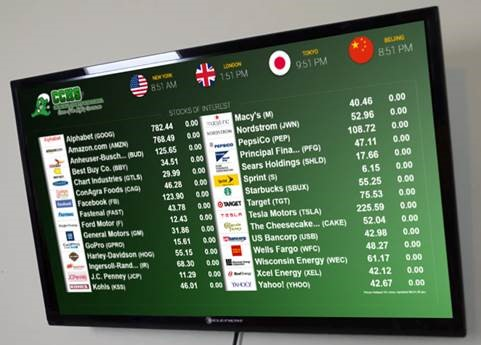 CCBS
NEW YORK
8:51 AM
LONDON
1:51 PM
TOKYO
9:51 PM
BEIJING
8:51 PM
STOCKS OF INTEREST
Alphabet (GOOG) 782.44 0.00
Amazon.com (AMZN) 768.49 0.00
Anheuser-Busch... (BUD) 125.65 0.00
Best Buy Co. (BBY) 34.51 0.00
Chart Industries (GTLS) 29.99 0.00
ConAgra Foods (CAG) 46.28 0.00
Facebook (FB) 123.90 0.00
Fastenal (FAST) 43.78 0.00
Ford Motor (F) 12.43 0.00
General Motors (GM) 31.86 0.00
GoPro (GPRO) 15.61 0.00
Harley-Davidson... (HOG) 55.15 0.00
Ingersoll-Rand... (IR) 68.30 0.00
J.C. Penney (JCP) 11.29 0.00
Kohls (KSS) 46.01 0.00
Macy's (M) 40.46 0.00
NORDSTROM Nordstrom (JWN) 52.96 0.00
PEPSICO PepsiCo (PEP) 108.72 0.00
Principal Fina... (PFG) 47.11 0.00
Sears Holdings (SHLD) 17.66 0.00
Sprint Sprint (S) 6.15 0.00
Starbucks (SBUX) 55.25 0.00
TARGET Target (TGT) 75.53 0.00
TESLA Tesla Motors (TSLA) 225.59 0.00
The Cheesecake... (CAKE) 52.04 0.00
US Bancorp (USB) 42.98 0.00
Wells Fargo (WFC) 48.27 0.00
Wisconsin Energy (WEC) 61.17 0.00
Xcel Energy (XEL) 42.12 0.00
YAHOO! Yahoo! (YHOO) 42.67 0.00